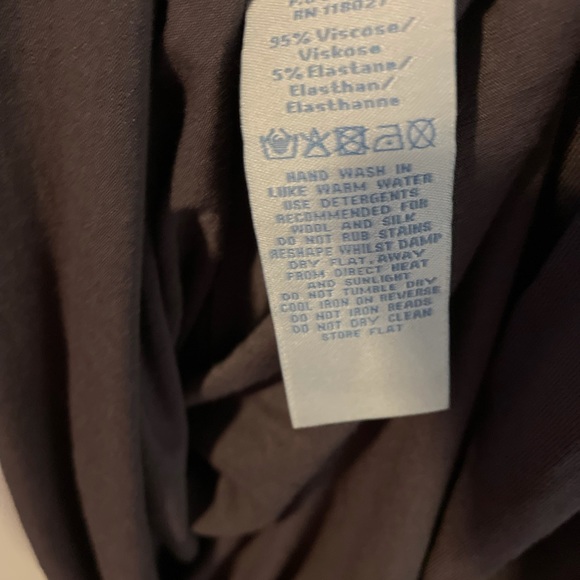 RN 118027
95% Viscose/
Viskose
5% Elastane/
Elasthan/
Elasthanne
HAND WASH IN
LUKE WARM WATER
USE DETERGENTS
RECOMMENDED FOR
WOOL AND SILK
DO NOT RUB STAINS
RESHAPE WHILST DAMP
DRY FLAT,AWAY
FROM DIRECT HEAT
AND SUNLIGHT
DO NOT TUMBLE DRY
COOL IRON ON REVERSE
DO NOT IRON BEADS
DO NOT DRY CLEAN
STORE FLAT